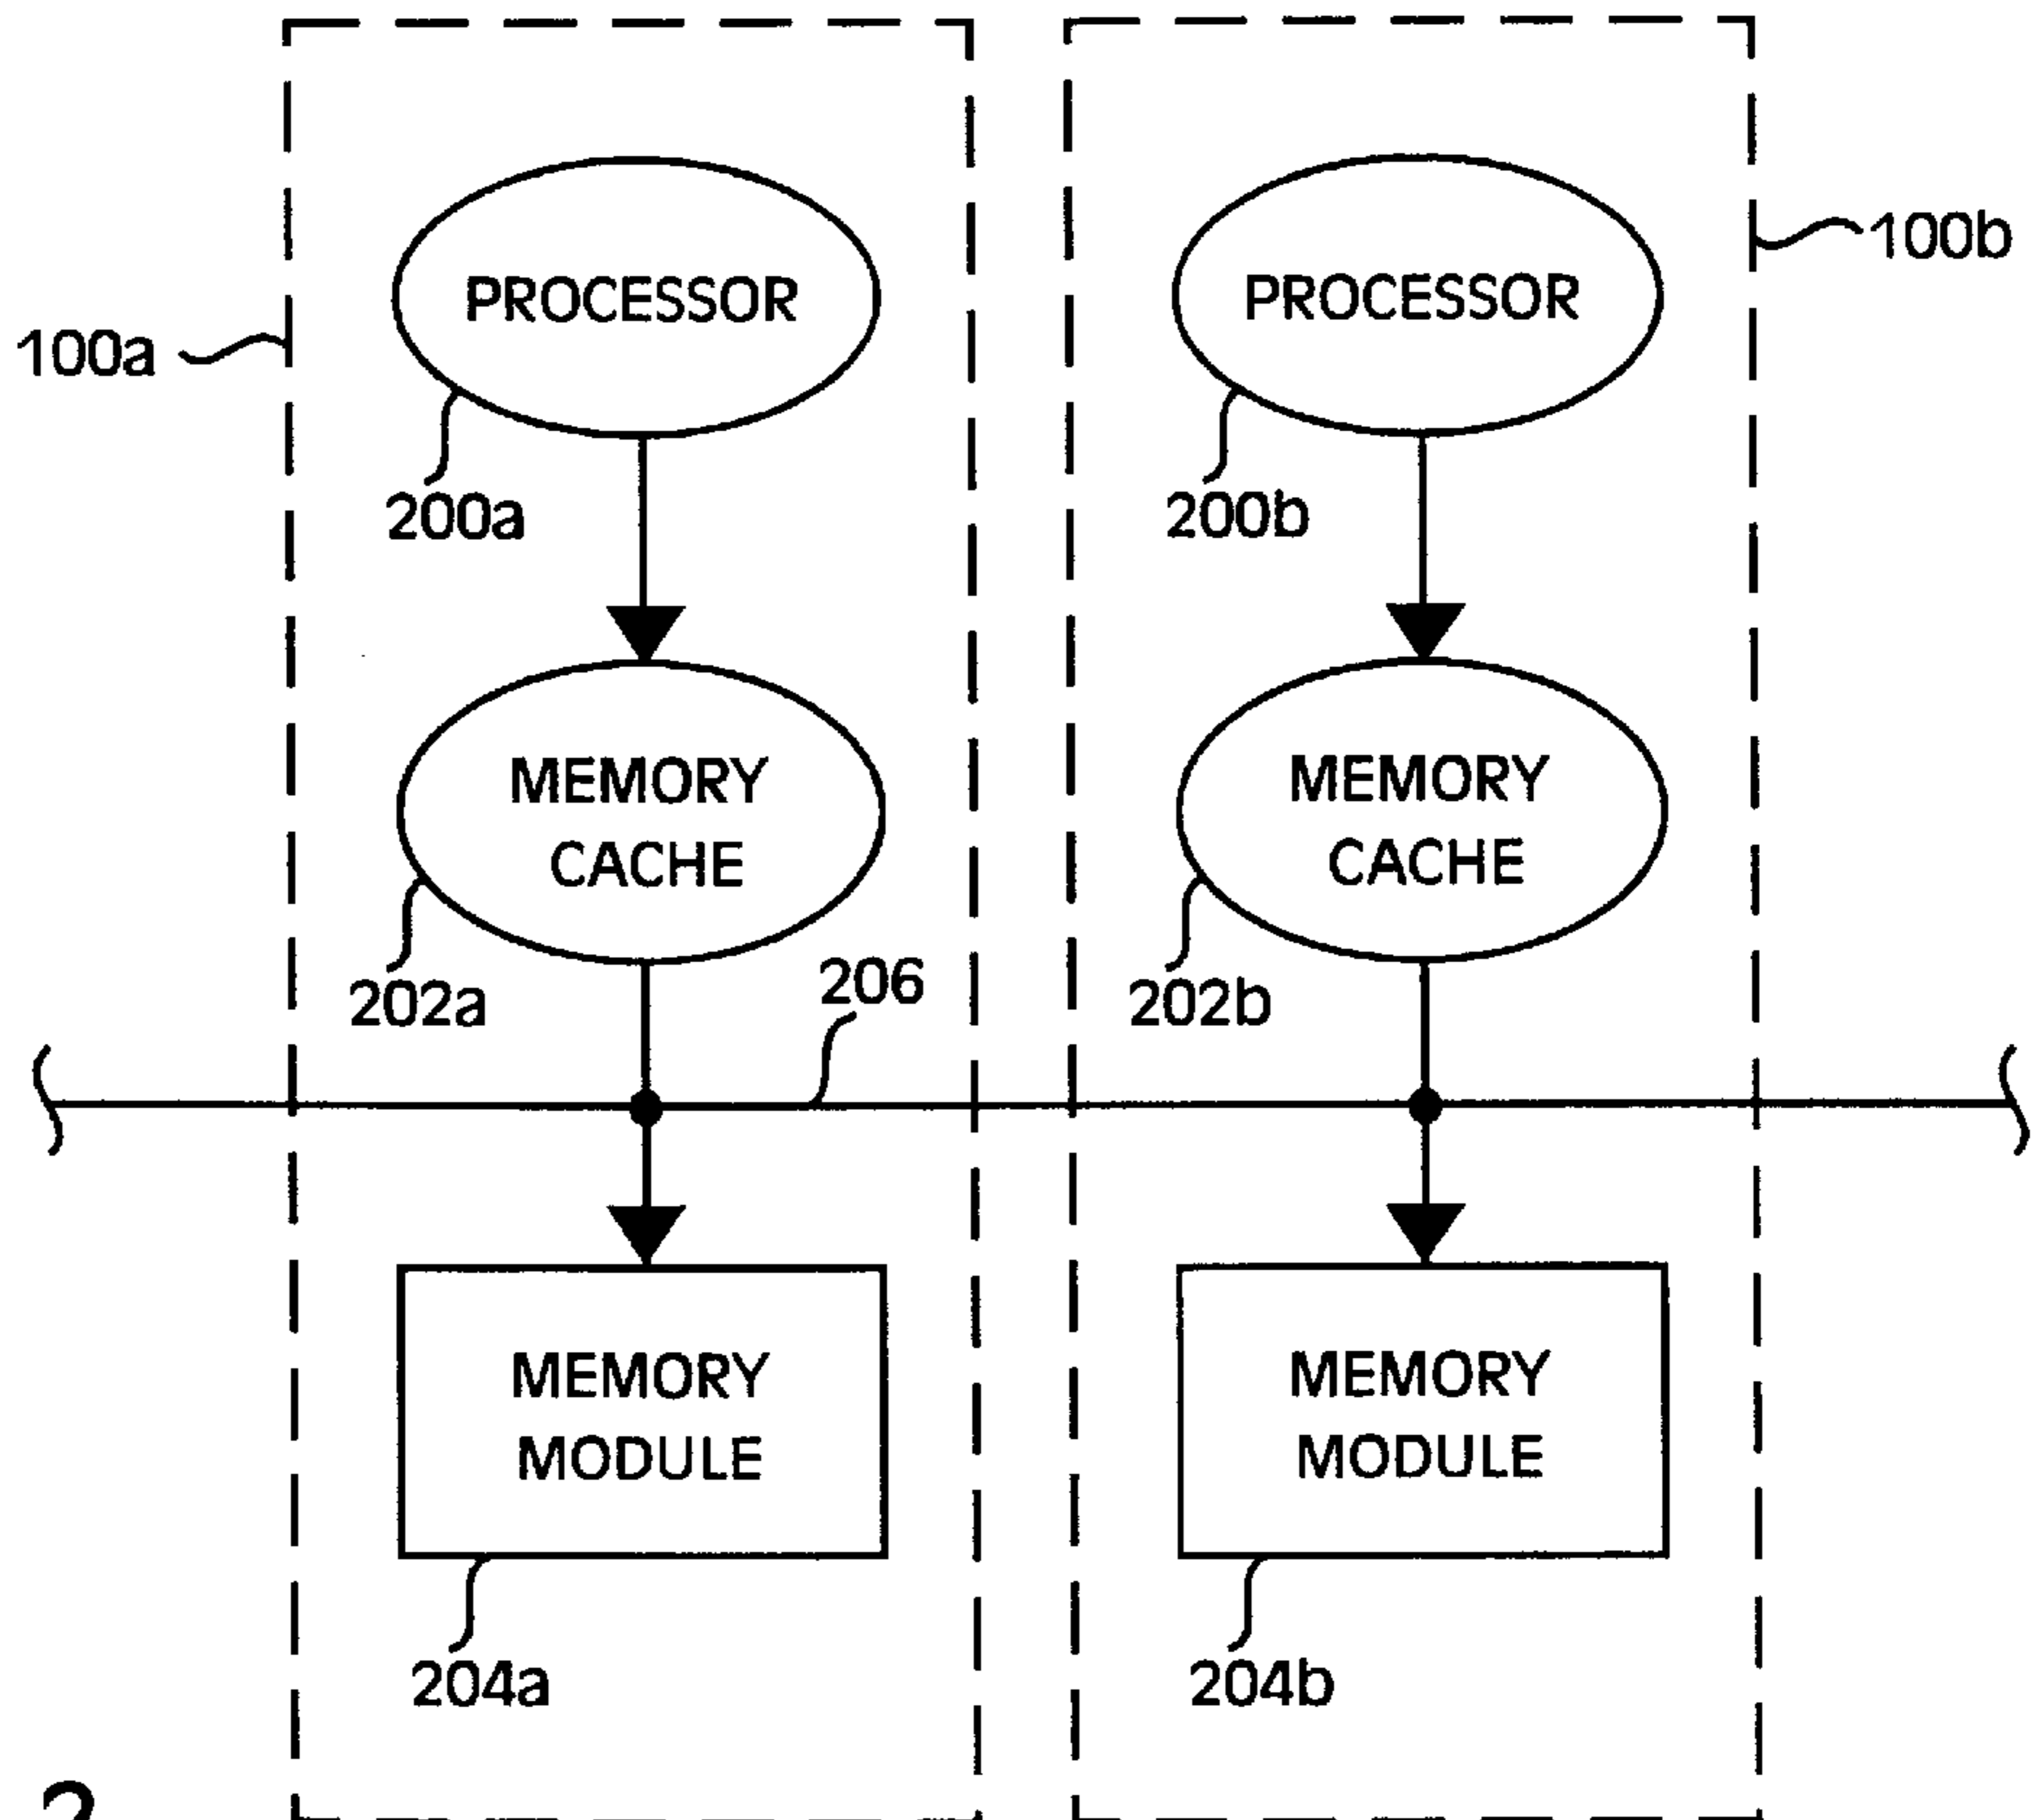 PROCESSOR
PROCESSOR
100b
100a
200a
200b
MEMORY
CACHE
MEMORY
CACHE
206
202a
202b
MEMORY
MODULE
MEMORY
MODULE
204a
204b